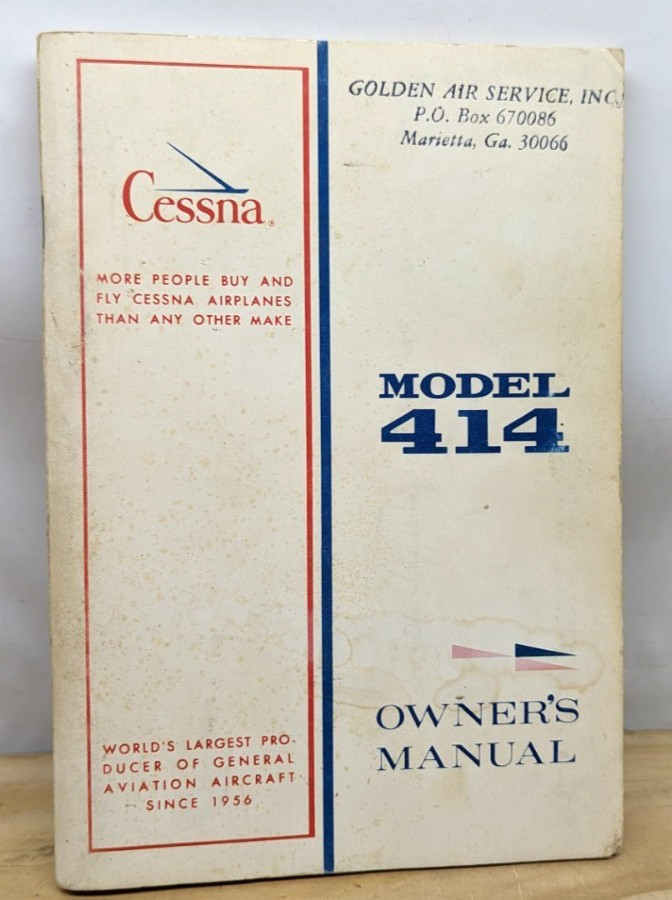 Cessna®
MORE PEOPLE BUY AND
FLY CESSNA AIRPLANES
THAN ANY OTHER MAKE
WORLD'S LARGEST PRO-
DUCER OF GENERAL
AVIATION AIRCRAFT
SINCE 1956
GOLDEN AIR SERVICE, INC.
P.O. Box 670086
Marietta, Ga. 30066
MODEL
414
OWNER'S
MANUAL